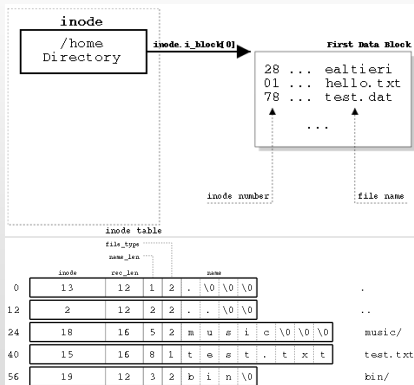 inode
/home
Directory
inode.i_block[0]
First Data Block
28 ... ealtieri
01 ... hello.txt
78 ... test.dat
...
inode number
file name
inode table
file_type
name_len
inode rec_len name
0 13 12 1 2 . \0 \0 \0 .
12 2 12 2 2 . . \0 \0 ..
24 18 16 5 2 m u s i c \0 \0 \0 music/
40 15 16 8 1 t e s t . t x t test.txt
56 19 12 3 2 b i n \0 bin/